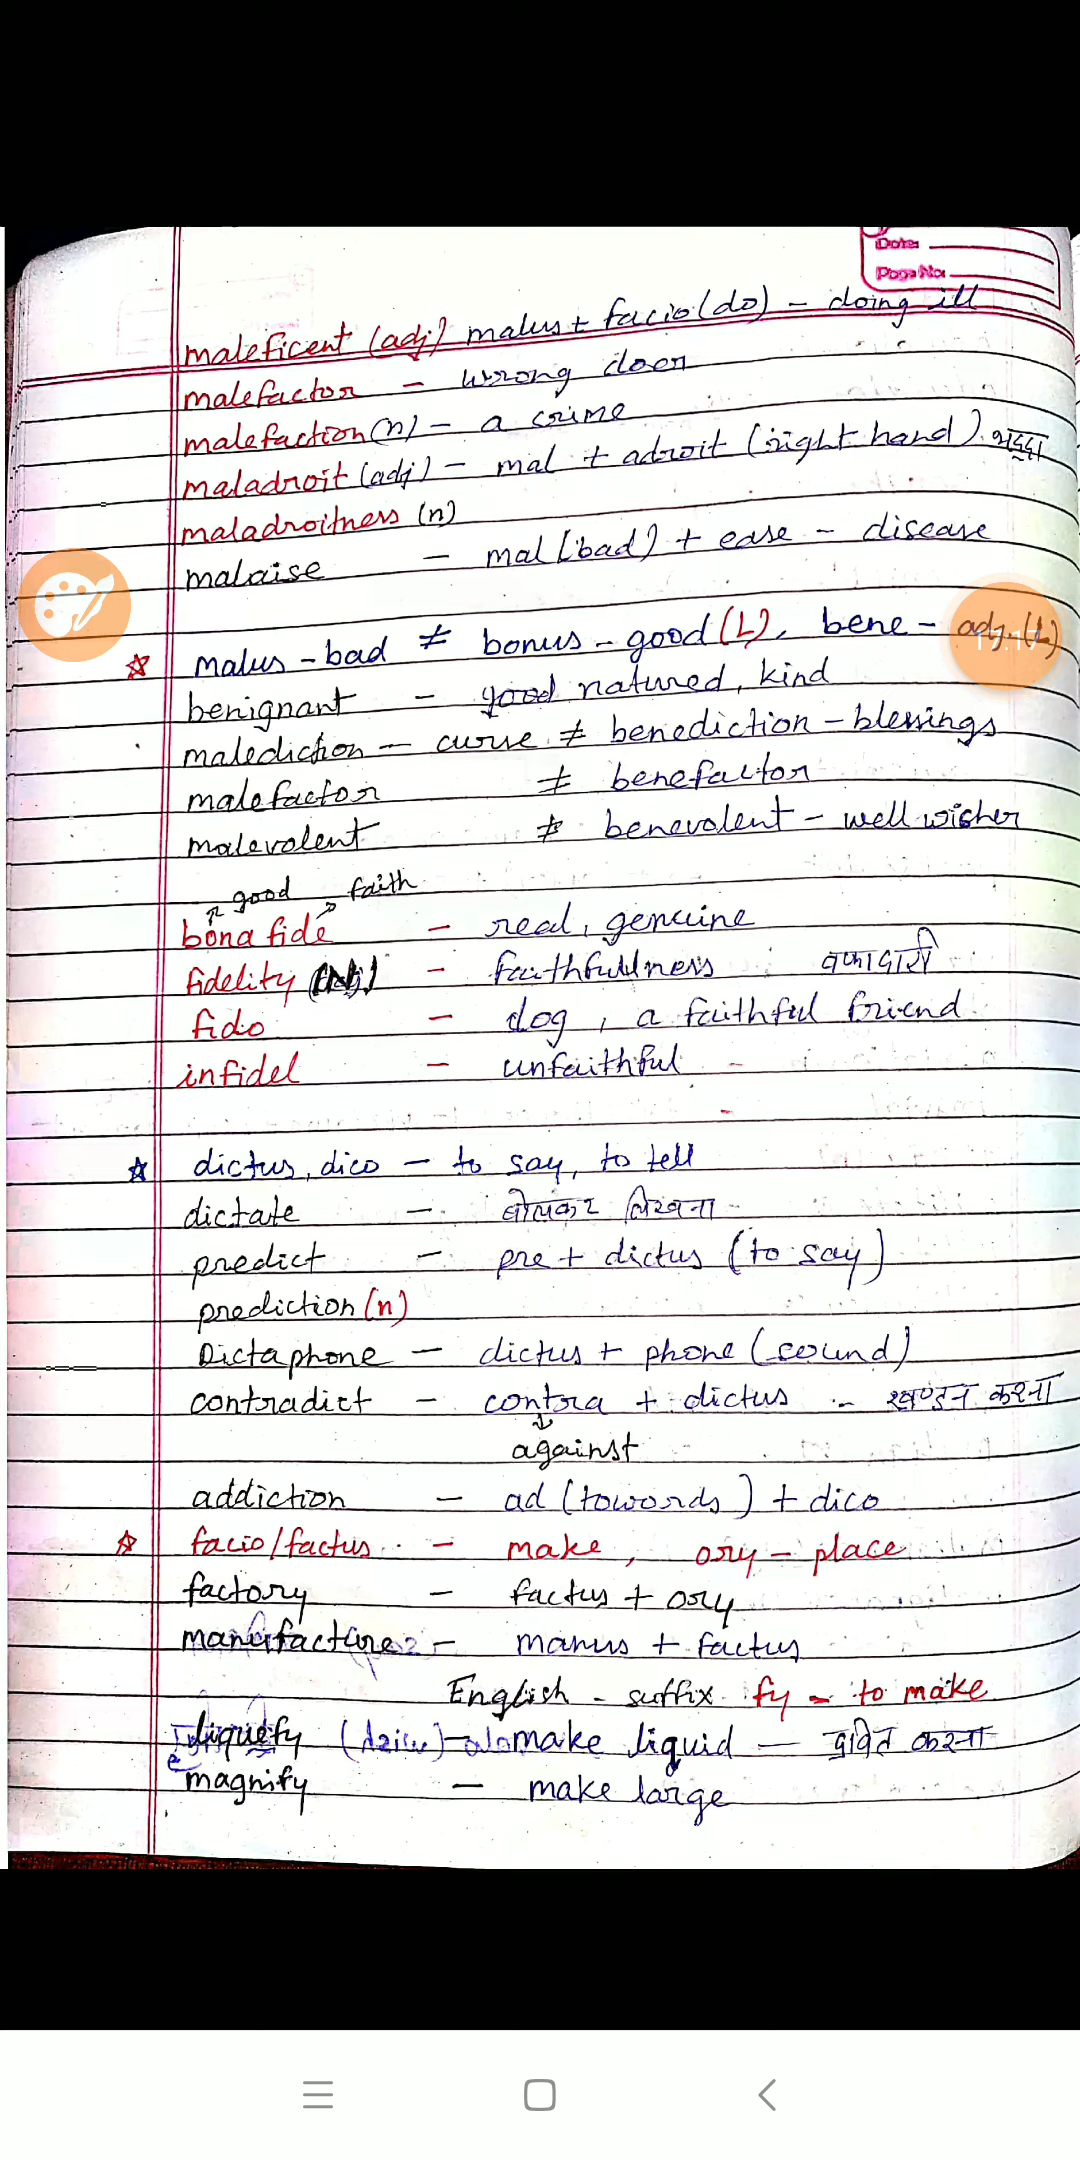 Date:
Page No:
maleficent (adj) malus + facio (do) - doing ill
malefactor - wrong doer
malefaction (n) - a crime
maladroit (adj) - mal + adroit (right hand) भद्दा
maladroitness (n)
malaise - mal (bad) + ease - disease
malus - bad ≠ bonus - good (L), bene - adj. (L)
benignant - good natured, kind
malediction - curse ≠ benediction - blessings
malefactor ≠ benefactor
malevolent ≠ benevolent - well wisher
good faith
bona fide - real, genuine
fidelity - faithfullness वफादारी
fido - dog, a faithful friend
infidel - unfaithful
dictus, dico - to say, to tell
dictate - बोलकर लिखना
predict - pre + dictus (to say)
prediction (n)
Dictaphone - dictus + phone (sound)
contradict - contra + dictus - खण्डन करना
against
addiction - ad (towords) + dico
facio/factus - make, ory - place
factory - factus + ory
manufacture - manus + factus
English - suffix fy - to make
liquefy - make liquid - द्रवित करना
e
magnify - make large